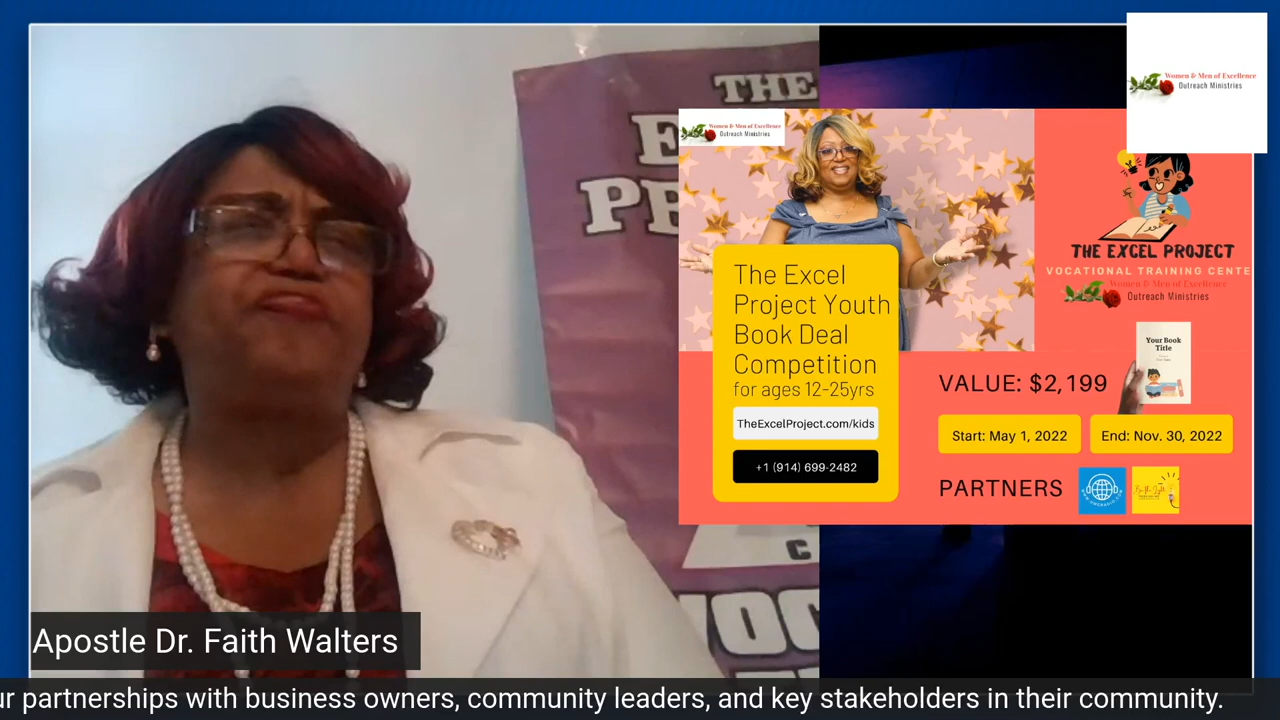 Women & Men of Excellence
Outreach Ministries
THE
E
Women & Men of Excellence
Outreach Ministries
The Excel
Project Youth
Book Deal
Competition
for ages 12-25yrs
TheExcelProject.com/kids
+1 (914) 699-2482
THE EXCEL PROJECT
VOCATIONAL TRAINING CENTE
Women & Men of Excellence
Outreach Ministries
Your Book
Title
VALUE: $2,199
Start: May 1, 2022
End: Nov. 30, 2022
PARTNERS
C
Apostle Dr. Faith Walters
ur partnerships with business owners, community leaders, and key stakeholders in their community.